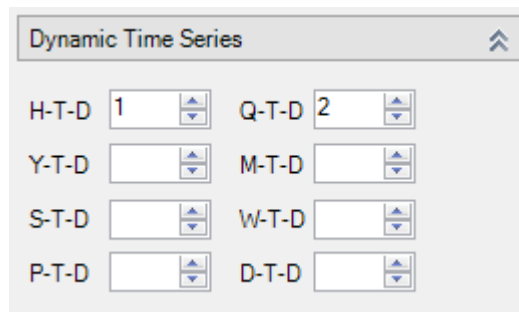 Dynamic Time Series
H-T-D 1 Q-T-D 2
Y-T-D M-T-D
S-T-D W-T-D
P-T-D D-T-D